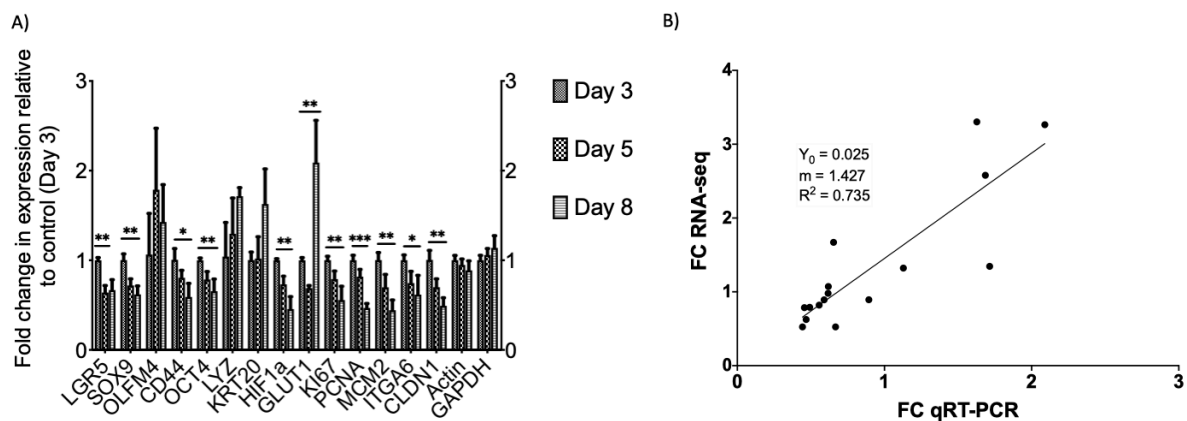 A)
Fold change in expression relative
to control (Day 3)
3
2
1
0
3
2
1
0
**
**
*
**
**
**
**
***
**
*
**
LGR5
SOX9
OLFM4
CD44
OCT4
LYZ
KRT20
HIF1a
GLUT1
KI67
PCNA
MCM2
ITGA6
CLDN1
Actin
GAPDH
Day 3
Day 5
Day 8
B)
FC RNA-seq
4
3
2
1
0
Y0 = 0.025
m = 1.427
R2 = 0.735
0
1
2
3
FC qRT-PCR